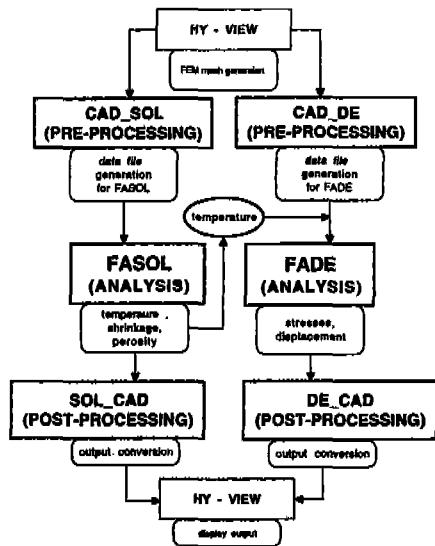 HY - VIEW
FEM mesh generation
CAD_SOL
(PRE-PROCESSING)
CAD_DE
(PRE-PROCESSING)
data file
generation
for FASOL
data file
generation
for FADE
temperature
FASOL
(ANALYSIS)
FADE
(ANALYSIS)
temperature,
shrinkage,
porosity
stresses,
displacement
SOL_CAD
(POST-PROCESSING)
DE_CAD
(POST-PROCESSING)
output conversion
output conversion
HY - VIEW
display output